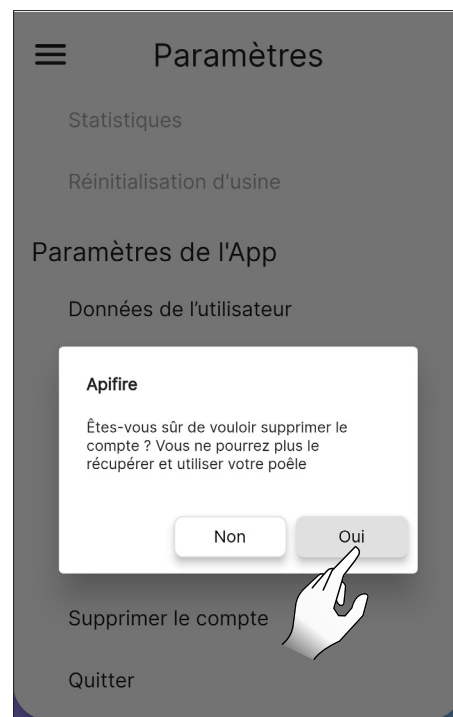 Paramètres
Statistiques
Réinitialisation d'usine
Paramètres de l'App
Données de l’utilisateur
Apifire
Êtes-vous sûr de vouloir supprimer le
compte ? Vous ne pourrez plus le
récupérer et utiliser votre poêle
Non Oui
Supprimer le compte
Quitter